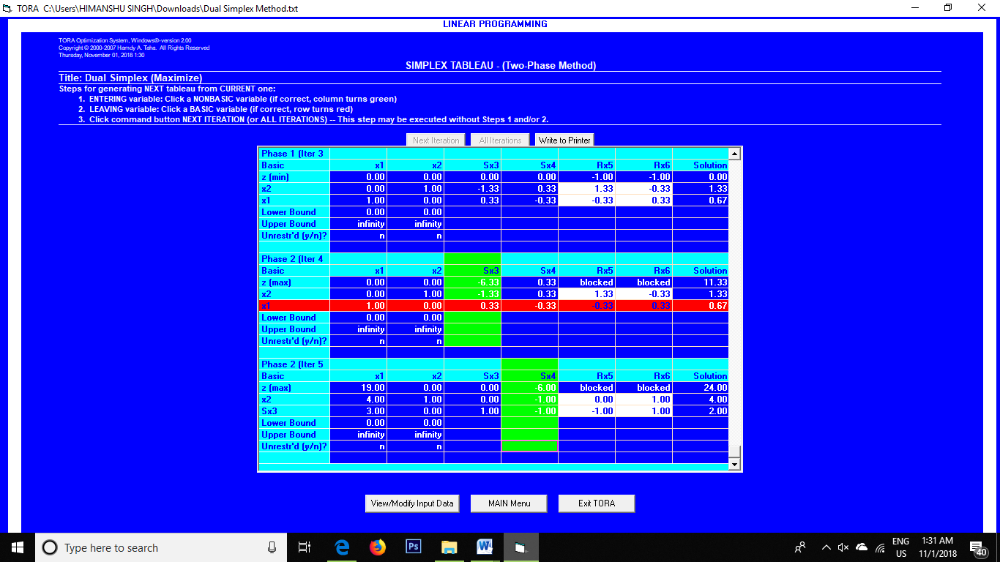 TORA C:\Users\HIMANSHU SINGH\Downloads\Dual Simplex Method.txt
LINEAR PROGRAMMING
TORA Optimization System, Windows®-version 2.00
Copyright © 2000-2007 Hamdy A. Taha. All Rights Reserved
Thursday, November 01, 2018 1:30
SIMPLEX TABLEAU - (Two-Phase Method)
Title: Dual Simplex (Maximize)
Steps for generating NEXT tableau from CURRENT one:
1. ENTERING variable: Click a NONBASIC variable (if correct, column turns green)
2. LEAVING variable: Click a BASIC variable (if correct, row turns red)
3. Click command button NEXT ITERATION (or ALL ITERATIONS) -- This step may be executed without Steps 1 and/or 2.
Next Iteration All Iterations Write to Printer
Phase 1 (Iter 3
Basic x1 x2 Sx3 Sx4 Rx5 Rx6 Solution
z (min) 0.00 0.00 0.00 0.00 -1.00 -1.00 0.00
x2 0.00 1.00 -1.33 0.33 1.33 -0.33 1.33
x1 1.00 0.00 0.33 -0.33 -0.33 0.33 0.67
Lower Bound 0.00 0.00
Upper Bound infinity infinity
Unrestr'd (y/n)? n n
Phase 2 (Iter 4
Basic x1 x2 Sx3 Sx4 Rx5 Rx6 Solution
z (max) 0.00 0.00 -6.33 0.33 blocked blocked 11.33
x2 0.00 1.00 -1.33 0.33 1.33 -0.33 1.33
x1 1.00 0.00 0.33 -0.33 -0.33 0.33 0.67
Lower Bound 0.00 0.00
Upper Bound infinity infinity
Unrestr'd (y/n)? n n
Phase 2 (Iter 5
Basic x1 x2 Sx3 Sx4 Rx5 Rx6 Solution
z (max) 19.00 0.00 0.00 -6.00 blocked blocked 24.00
x2 4.00 1.00 0.00 -1.00 0.00 1.00 4.00
Sx3 3.00 0.00 1.00 -1.00 -1.00 1.00 2.00
Lower Bound 0.00 0.00
Upper Bound infinity infinity
Unrestr'd (y/n)? n n
View/Modify Input Data MAIN Menu Exit TORA
Type here to search
Ps
W
ENG
US
1:31 AM
11/1/2018
40